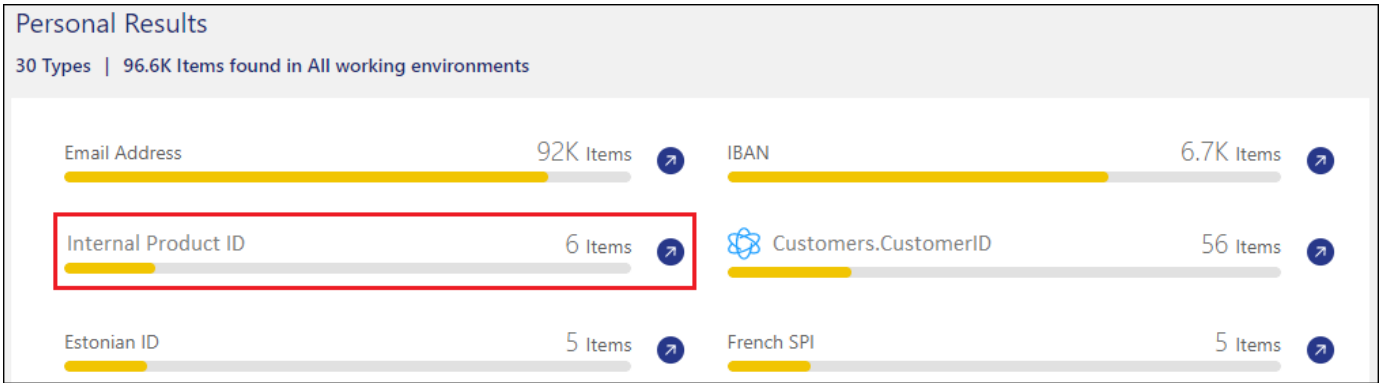 Personal Results
30 Types | 96.6K Items found in All working environments
Email Address 92K Items
IBAN 6.7K Items
Internal Product ID 6 Items
Customers.CustomerID 56 Items
Estonian ID 5 Items
French SPI 5 Items